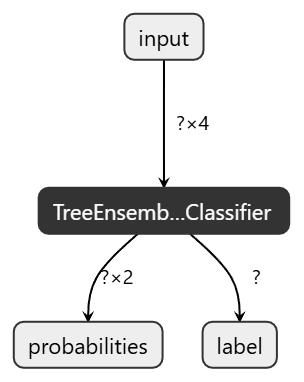 input
?×4
TreeEnsemb...Classifier
?×2
?
probabilities
label